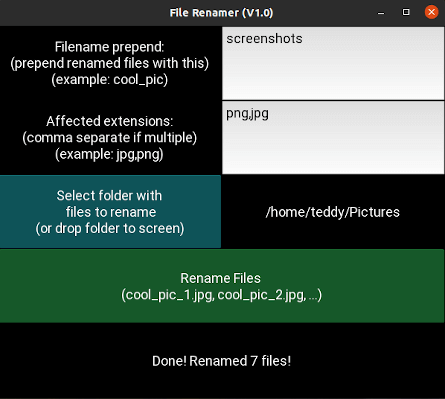 File Renamer (V1.0)
Filename prepend:
(prepend renamed files with this)
(example: cool_pic)
screenshots
Affected extensions:
(comma separate if multiple)
(example: jpg,png)
png,jpg
Select folder with
files to rename
(or drop folder to screen)
/home/teddy/Pictures
Rename Files
(cool_pic_1.jpg, cool_pic_2.jpg, ...)
Done! Renamed 7 files!